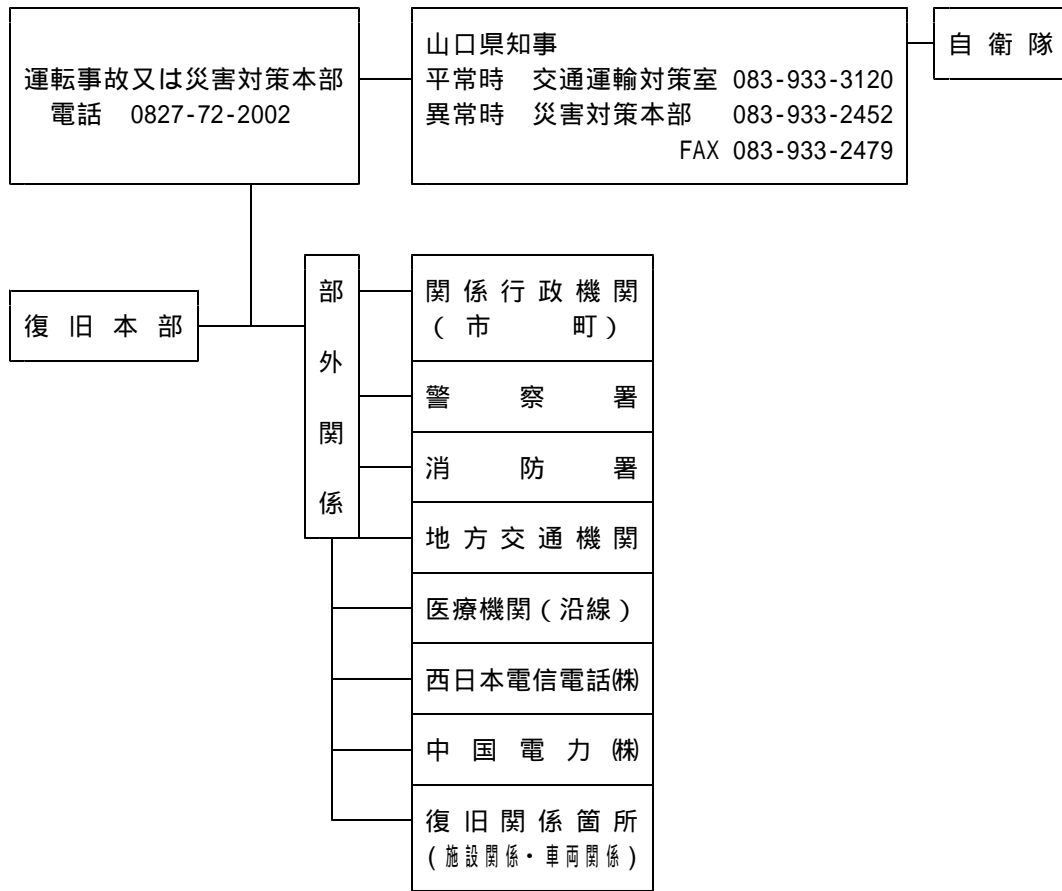 運転事故又は災害対策本部
電話 0827-72-2002
山口県知事
平常時 交通運輸対策室 083-933-3120
異常時 災害対策本部 083-933-2452
FAX 083-933-2479
自衛隊
復旧本部
部外関係
関係行政機関
(市 町)
警察署
消防署
地方交通機関
医療機関(沿線)
西日本電信電話㈱
中国電力㈱
復旧関係箇所
(施設関係・車両関係)